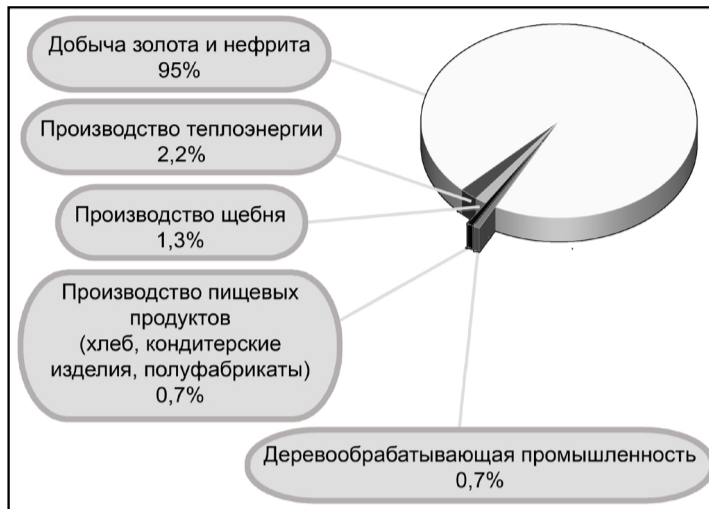 Добыча золота и нефрита
95%
Производство теплоэнергии
2,2%
Производство щебня
1,3%
Производство пищевых
продуктов
(хлеб, кондитерские
изделия, полуфабрикаты)
0,7%
Деревообрабатывающая промышленность
0,7%